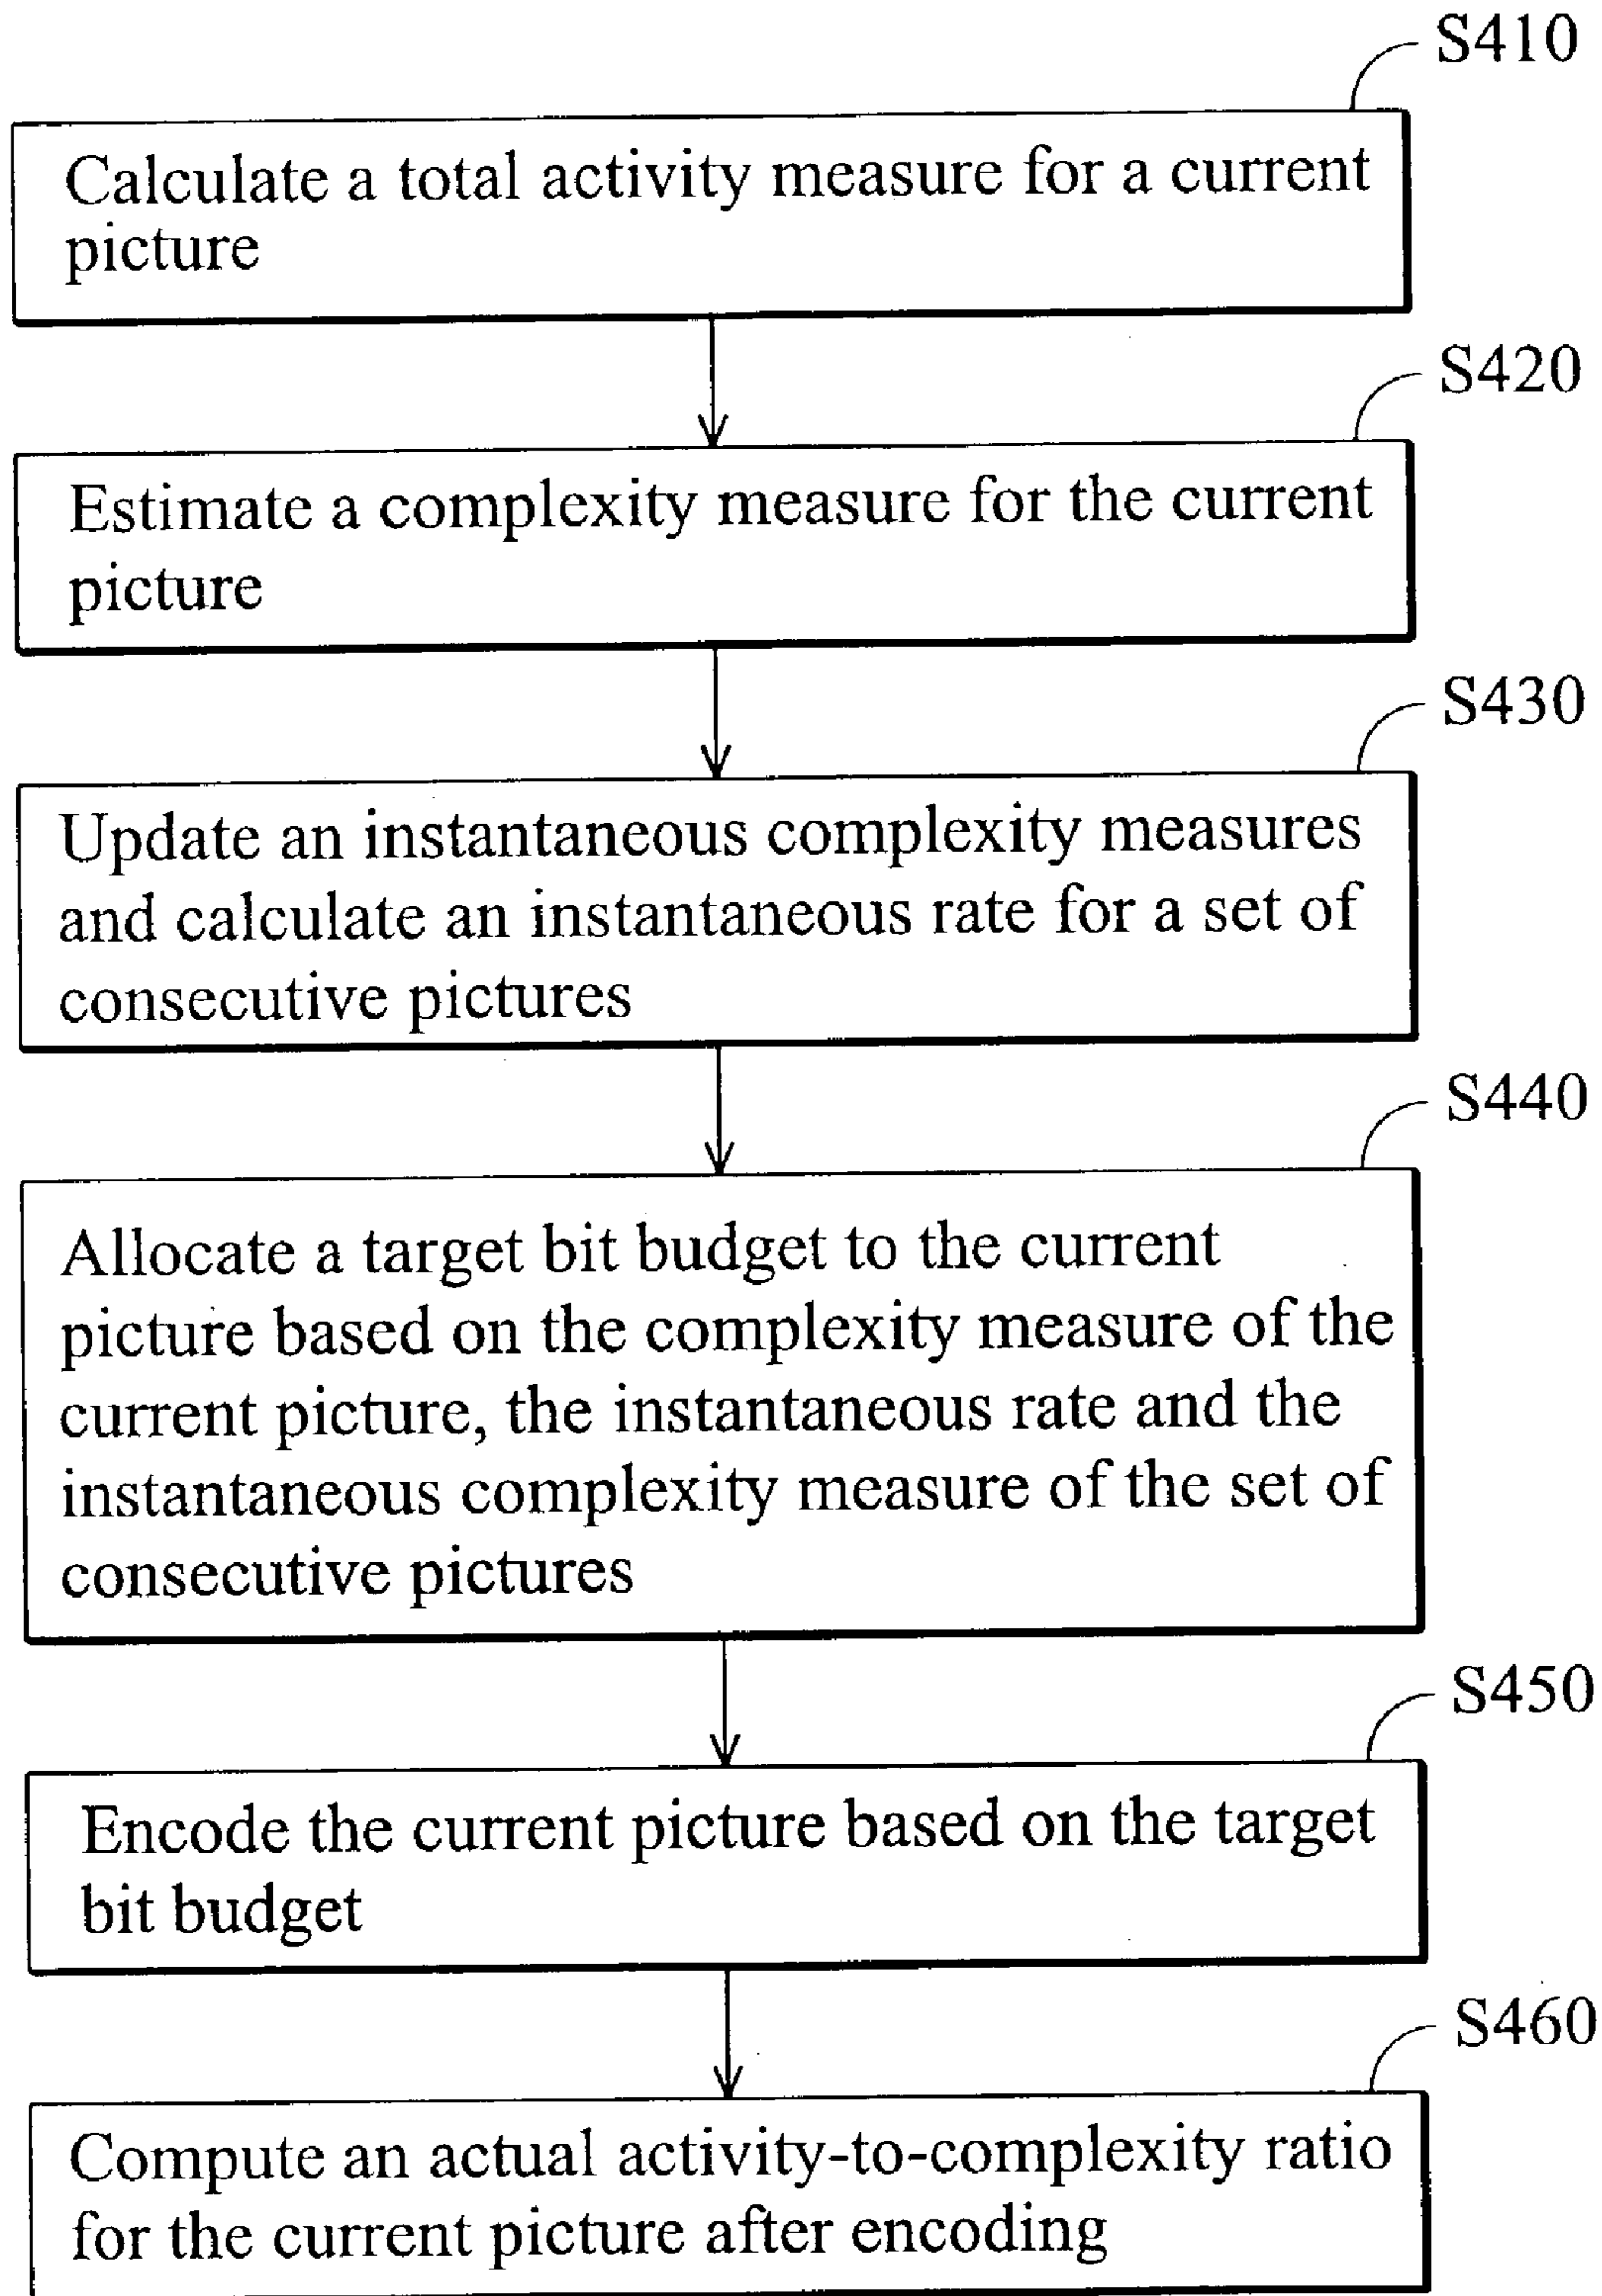 S410
Calculate a total activity measure for a current
picture
S420
Estimate a complexity measure for the current
picture
S430
Update an instantaneous complexity measures
and calculate an instantaneous rate for a set of
consecutive pictures
S440
Allocate a target bit budget to the current
picture based on the complexity measure of the
current picture, the instantaneous rate and the
instantaneous complexity measure of the set of
consecutive pictures
S450
Encode the current picture based on the target
bit budget
S460
Compute an actual activity-to-complexity ratio
for the current picture after encoding